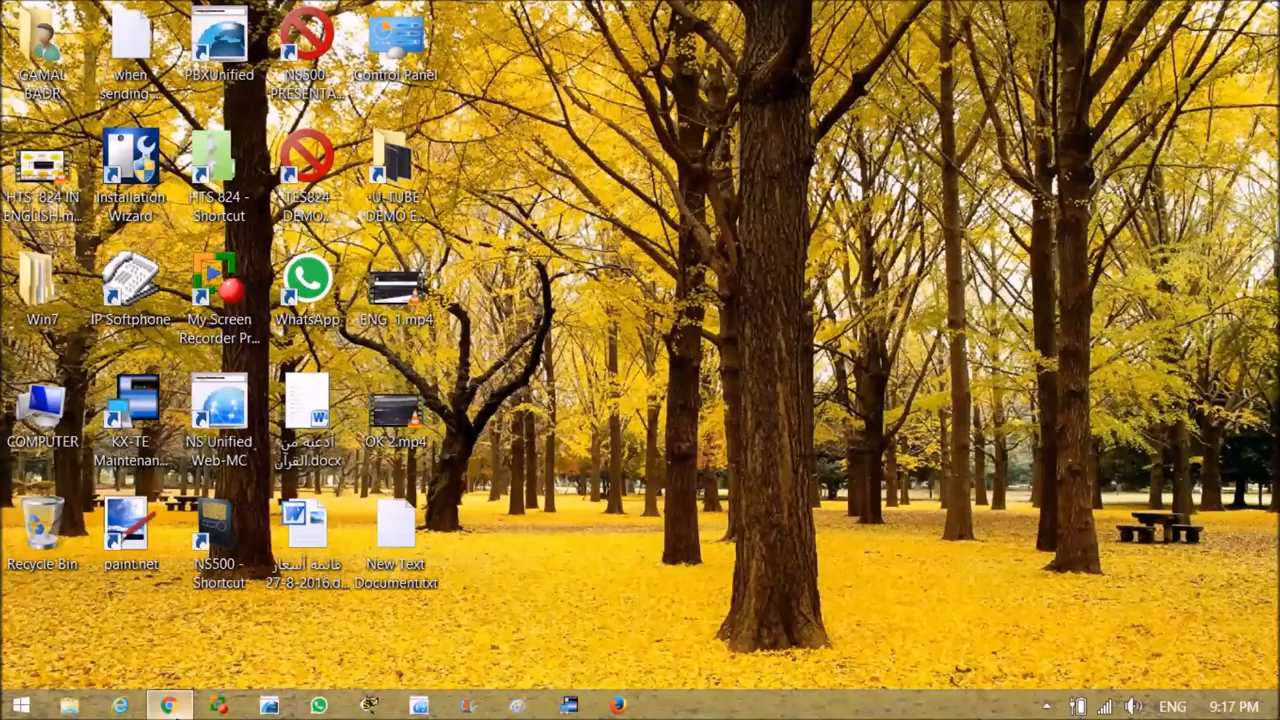 GAMAL
BADR
when
sending ...
PBXUnified
NS500-
PRESENTA...
Control Panel
HTS 824 IN
ENGLISH.m...
Installation
Wizard
HTS 824 -
Shortcut
TES824
DEMO...
-U-TUBE
DEMO E...
Win7
IP Softphone
My Screen
Recorder Pr...
WhatsApp
ENG 1.mp4
COMPUTER
KX-TE
Maintenan...
NS Unified
Web-MC
أدعية من
القرآن.docx
OK 2.mp4
Recycle Bin
paint.net
NS500 -
Shortcut
قائمة أسعار
27-8-2016.d...
New Text
Document.txt
ENG
9:17 PM